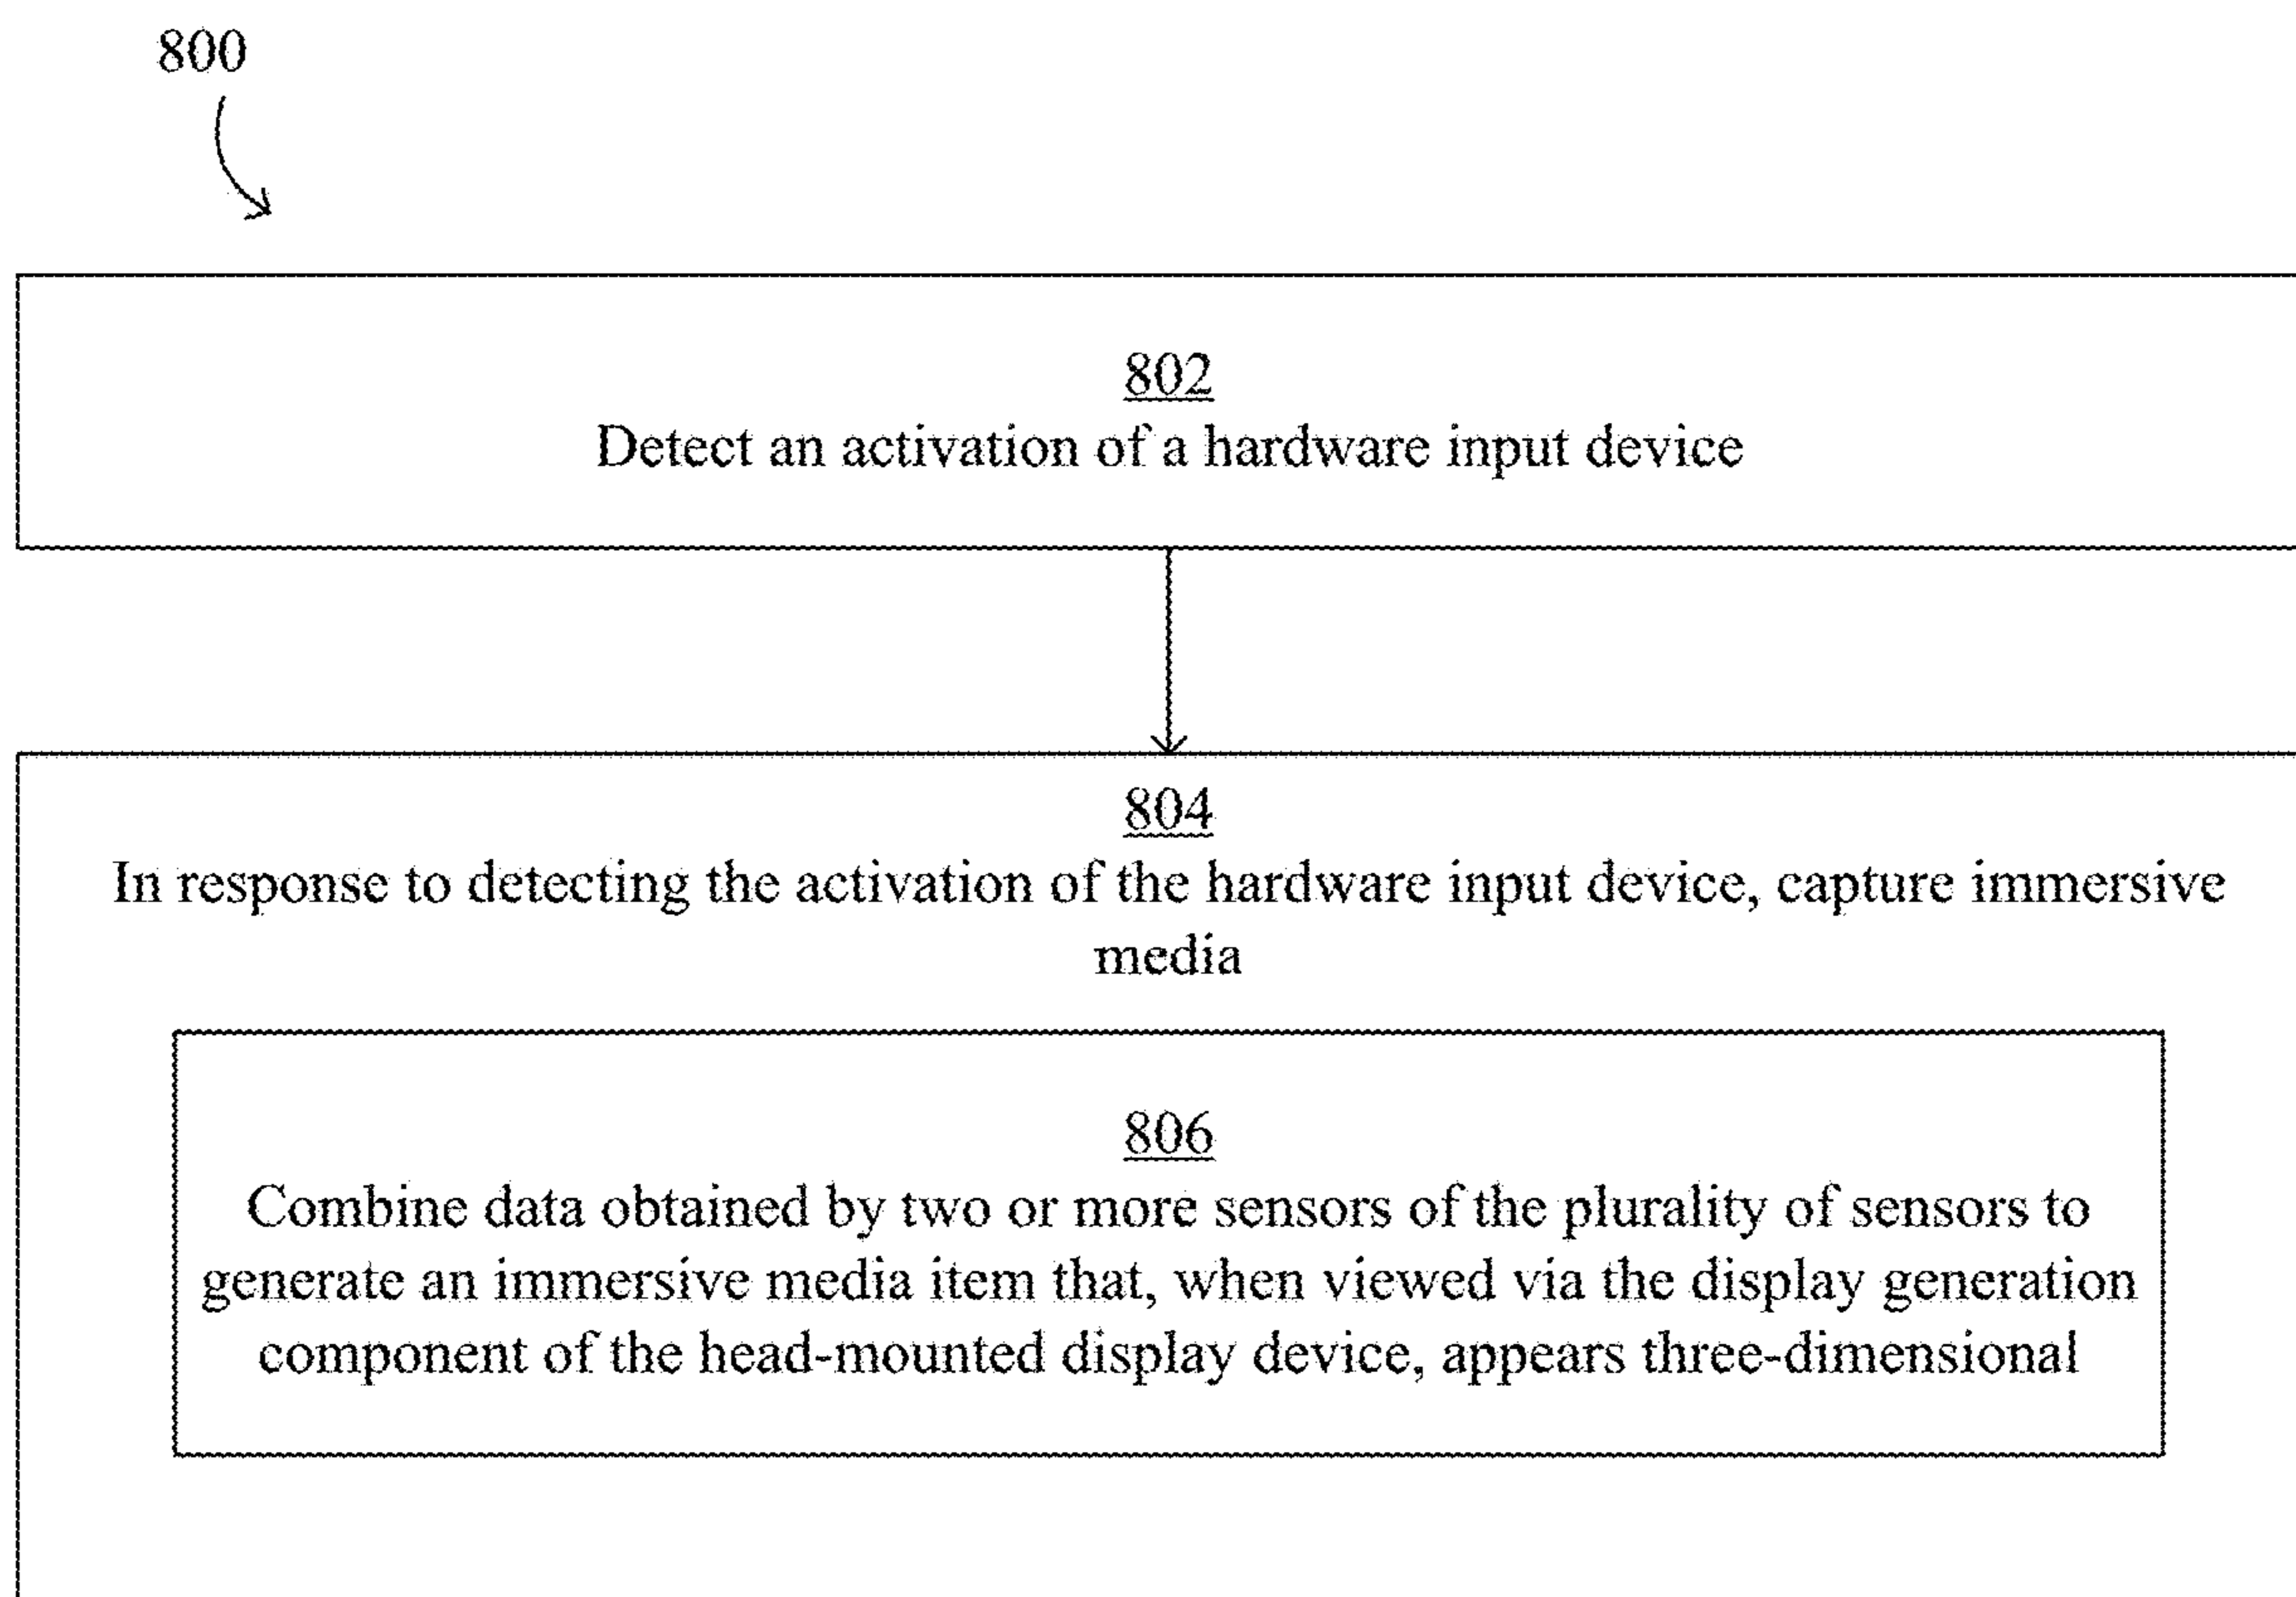 800
802
Detect an activation of a hardware input device
804
In response to detecting the activation of the hardware input device, capture immersive
media
806
Combine data obtained by two or more sensors of the plurality of sensors to
generate an immersive media item that, when viewed via the display generation
component of the head-mounted display device, appears three-dimensional